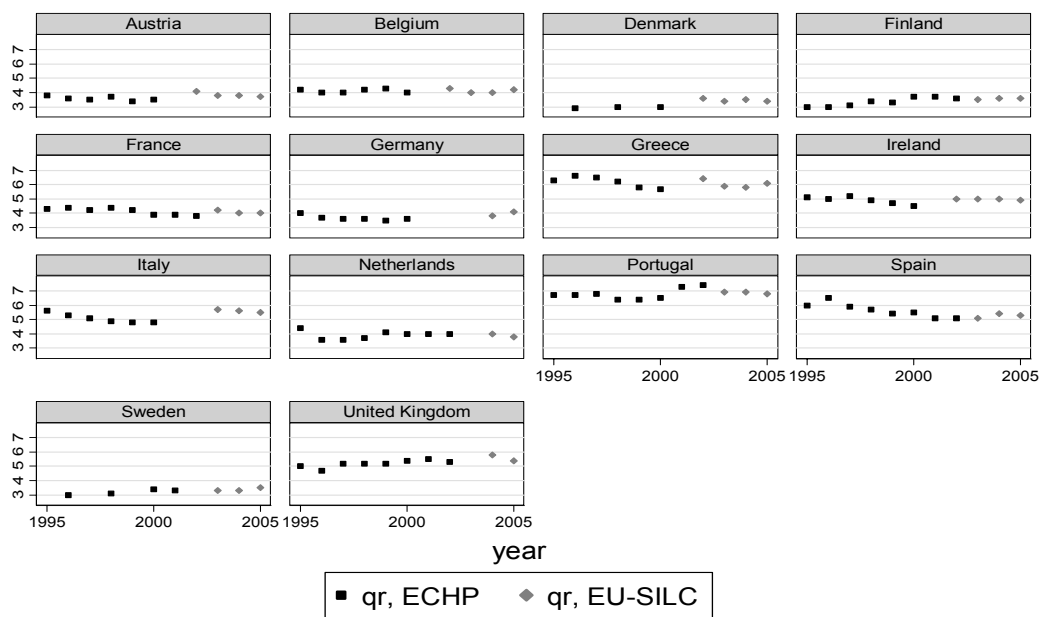 Austria Belgium Denmark Finland
7
6
5
4
3
France Germany Greece Ireland
7
6
5
4
3
Italy Netherlands Portugal Spain
7
6
5
4
3
1995 2000 2005 1995 2000 2005
Sweden United Kingdom
7
6
5
4
3
1995 2000 2005 1995 2000 2005
year
qr, ECHP qr, EU-SILC